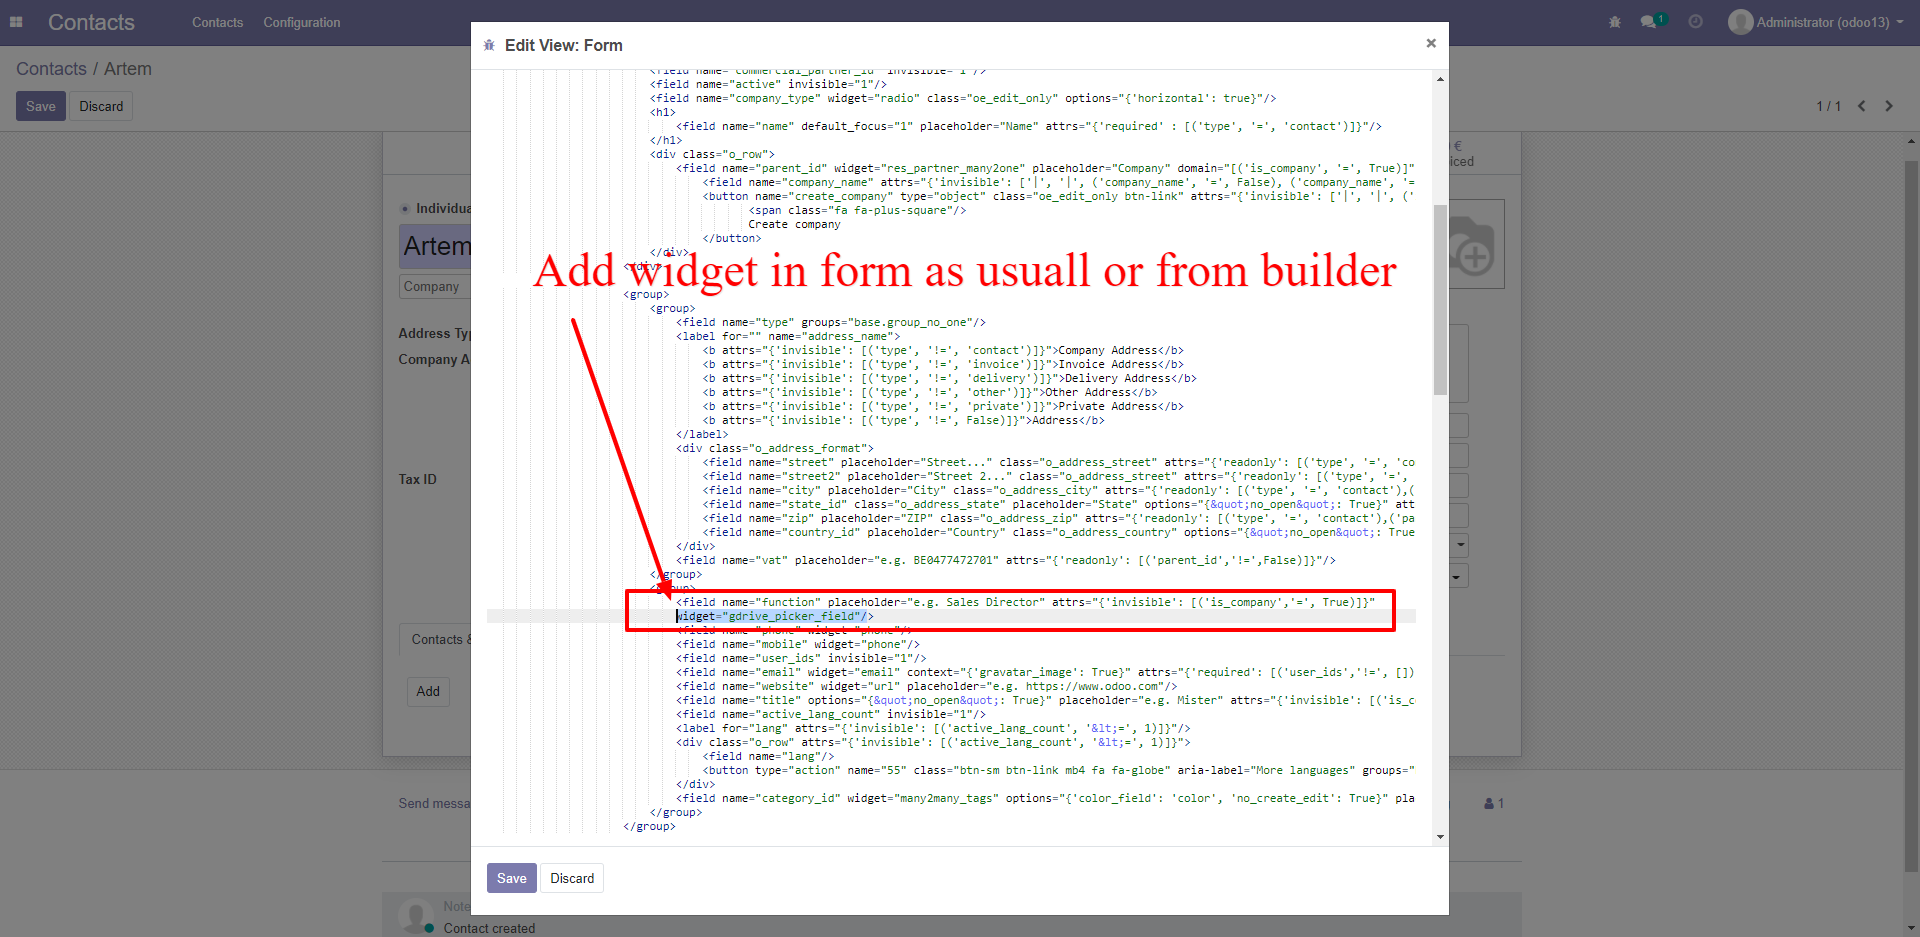 Contacts
Contacts
Configuration
1
Administrator (odoo13)
Contacts / Artem
Save
Discard
1 / 1
Edit View: Form
×
<field name="commercial_partner_id" invisible="1"/>
<field name="active" invisible="1"/>
<field name="company_type" widget="radio" class="oe_edit_only" options="{'horizontal': true}"/>
<h1>
<field name="name" default_focus="1" placeholder="Name" attrs="{'required' : [('type', '=', 'contact')]}"/>
</h1>
<div class="o_row">
<field name="parent_id" widget="res_partner_many2one" placeholder="Company" domain="[('is_company', '=', True)]"
<field name="company_name" attrs="{'invisible': ['|', '|', ('company_name', '=', False), ('company_name', '=
<button name="create_company" type="object" class="oe_edit_only btn-link" attrs="{'invisible': ['|', '|', ('
<span class="fa fa-plus-square"/>
Create company
</button>
</div>
</div>
Add widget in form as usuall or from builder
<group>
<group>
<field name="type" groups="base.group_no_one"/>
<label for="" name="address_name">
<b attrs="{'invisible': [('type', '!=', 'contact')]}">Company Address</b>
<b attrs="{'invisible': [('type', '!=', 'invoice')]}">Invoice Address</b>
<b attrs="{'invisible': [('type', '!=', 'delivery')]}">Delivery Address</b>
<b attrs="{'invisible': [('type', '!=', 'other')]}">Other Address</b>
<b attrs="{'invisible': [('type', '!=', 'private')]}">Private Address</b>
<b attrs="{'invisible': [('type', '!=', False)]}">Address</b>
</label>
<div class="o_address_format">
<field name="street" placeholder="Street..." class="o_address_street" attrs="{'readonly': [('type', '=', 'co
<field name="street2" placeholder="Street 2..." class="o_address_street" attrs="{'readonly': [('type', '=',
<field name="city" placeholder="City" class="o_address_city" attrs="{'readonly': [('type', '=', 'contact'),(
<field name="state_id" class="o_address_state" placeholder="State" options="{&quot;no_open&quot;: True}" att
<field name="zip" placeholder="ZIP" class="o_address_zip" attrs="{'readonly': [('type', '=', 'contact'),('pa
<field name="country_id" placeholder="Country" class="o_address_country" options="{&quot;no_open&quot;: True
</div>
<field name="vat" placeholder="e.g. BE0477472701" attrs="{'readonly': [('parent_id','!=',False)]}"/>
</group>
<group>
<field name="function" placeholder="e.g. Sales Director" attrs="{'invisible': [('is_company','=', True)]}"
widget="gdrive_picker_field"/>
<field name="phone" widget="phone"/>
<field name="mobile" widget="phone"/>
<field name="user_ids" invisible="1"/>
<field name="email" widget="email" context="{'gravatar_image': True}" attrs="{'required': [('user_ids','!=', [])
<field name="website" widget="url" placeholder="e.g. https://www.odoo.com"/>
<field name="title" options="{&quot;no_open&quot;: True}" placeholder="e.g. Mister" attrs="{'invisible': [('is_c
<field name="active_lang_count" invisible="1"/>
<label for="lang" attrs="{'invisible': [('active_lang_count', '&lt;=', 1)]}"/>
<div class="o_row" attrs="{'invisible': [('active_lang_count', '&lt;=', 1)]}">
<field name="lang"/>
<button type="action" name="55" class="btn-sm btn-link mb4 fa fa-globe" aria-label="More languages" groups="
</div>
<field name="category_id" widget="many2many_tags" options="{'color_field': 'color', 'no_create_edit': True}" pla
</group>
</group>
Save
Discard
Individua
Artem
Company
Address Typ
Company A
Tax ID
Contacts &
Add
Send messa
Note
Contact created
€
iced
1